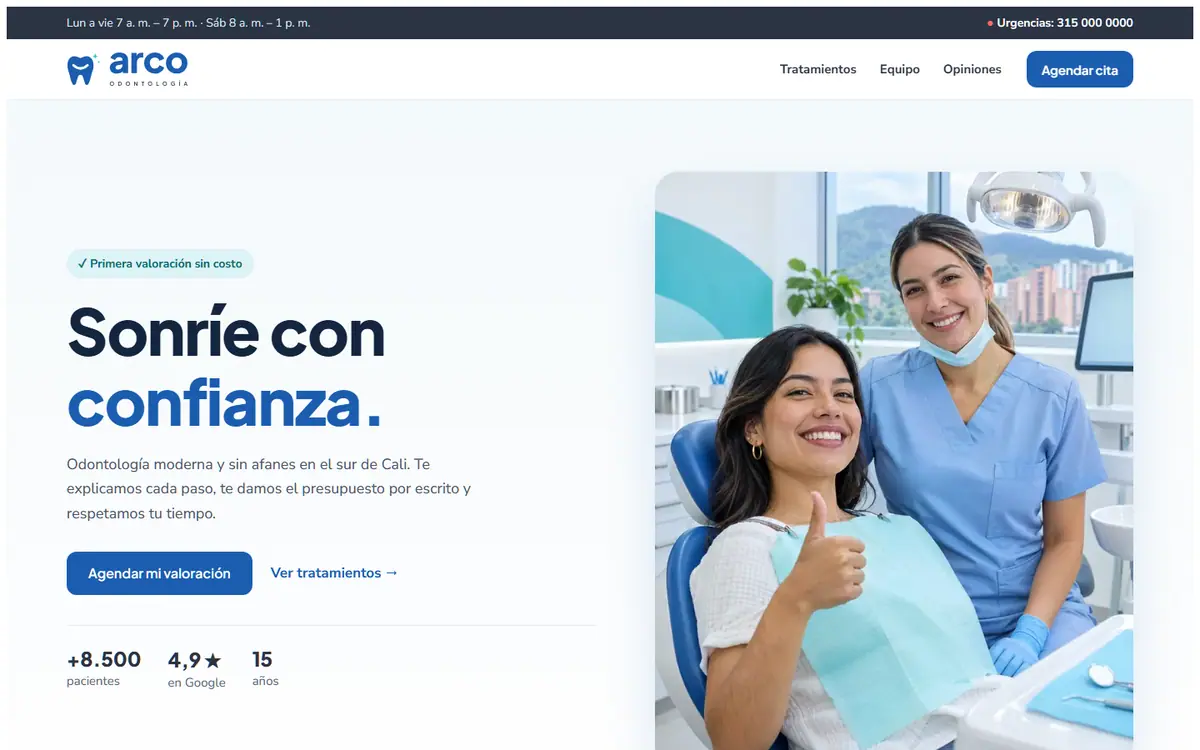 Lun a vie 7 a. m. – 7 p. m. · Sáb 8 a. m. – 1 p. m.
Urgencias: 315 000 0000
arco
ODONTOLOGÍA
Tratamientos
Equipo
Opiniones
Agendar cita
✓ Primera valoración sin costo
Sonríe con
confianza.
Odontología moderna y sin afanes en el sur de Cali. Te
explicamos cada paso, te damos el presupuesto por escrito y
respetamos tu tiempo.
Agendar mi valoración
Ver tratamientos →
+8.500
pacientes
4,9 ★
en Google
15
años